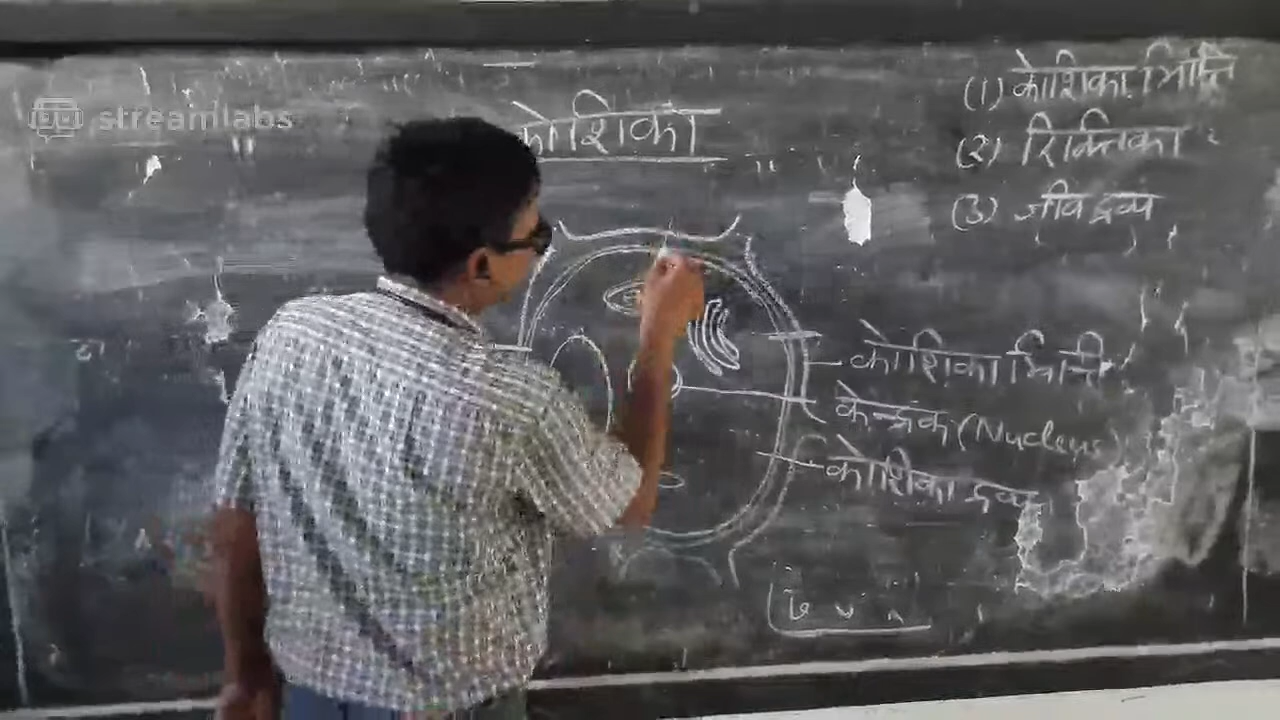 streamlabs
कोशिका
(1) कोशिका भित्ति
(2) रिक्तिका
(3) जीव द्रव्य
कोशिका भित्ति
केन्द्रक (Nucleus)
कोशिका द्रव्य